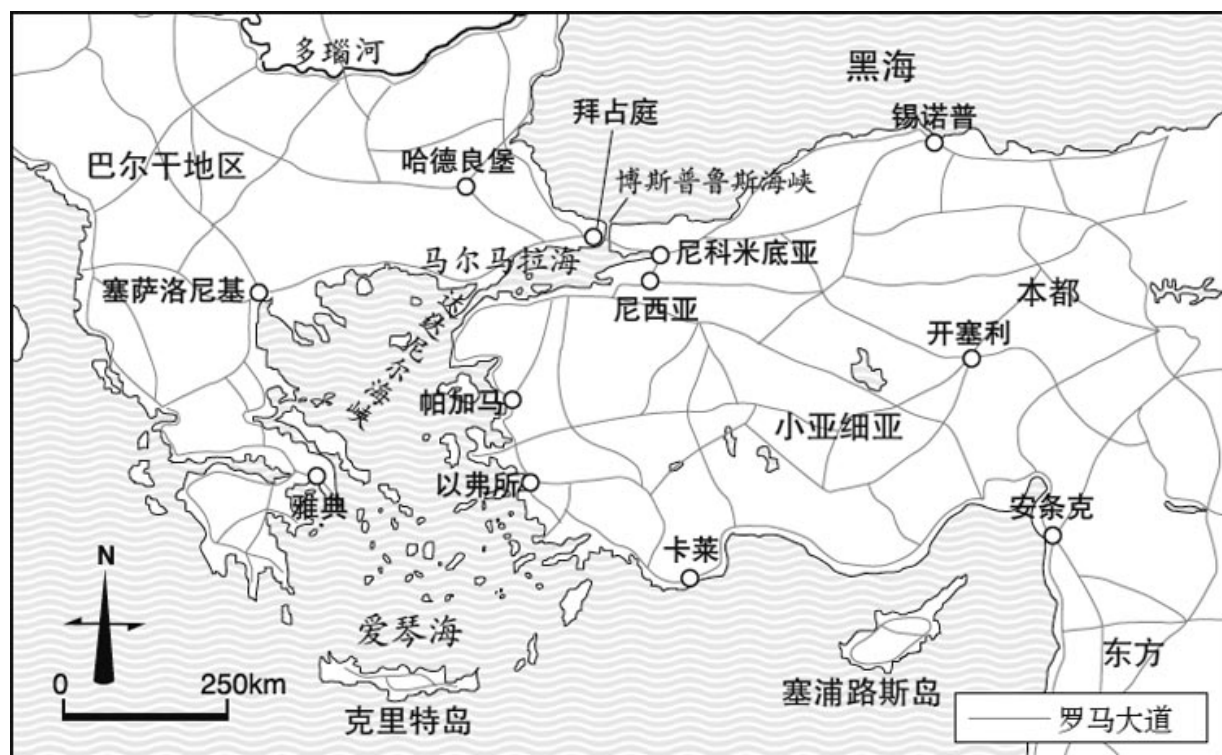 多瑙河
黑海
锡诺普
拜占庭
巴尔干地区
哈德良堡
博斯普鲁斯海峡
马尔马拉海
尼科米底亚
塞萨洛尼基
达达尼尔海峡
尼西亚
本都
开塞利
帕加马
小亚细亚
以弗所
雅典
安条克
卡莱
N
爱琴海
东方
0 250km
塞浦路斯岛
克里特岛
罗马大道